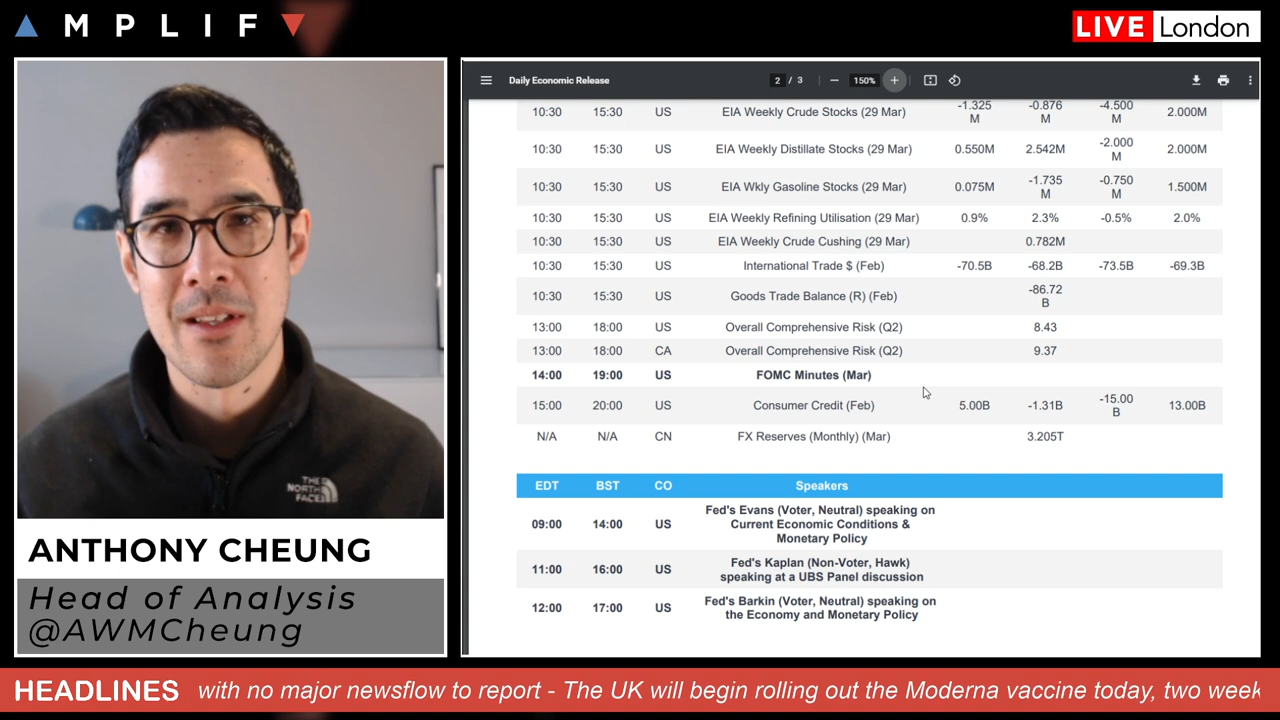 AMPLIFY
LIVE London
Daily Economic Release
2 / 3
150%
10:30 15:30 US EIA Weekly Crude Stocks (29 Mar) -1.325 M -0.876 M -4.500 M 2.000M
10:30 15:30 US EIA Weekly Distillate Stocks (29 Mar) 0.550M 2.542M -2.000 M 2.000M
10:30 15:30 US EIA Wkly Gasoline Stocks (29 Mar) 0.075M -1.735 M -0.750 M 1.500M
10:30 15:30 US EIA Weekly Refining Utilisation (29 Mar) 0.9% 2.3% -0.5% 2.0%
10:30 15:30 US EIA Weekly Crude Cushing (29 Mar) 0.782M
10:30 15:30 US International Trade $ (Feb) -70.5B -68.2B -73.5B -69.3B
10:30 15:30 US Goods Trade Balance (R) (Feb) -86.72 B
13:00 18:00 US Overall Comprehensive Risk (Q2) 8.43
13:00 18:00 CA Overall Comprehensive Risk (Q2) 9.37
14:00 19:00 US FOMC Minutes (Mar)
15:00 20:00 US Consumer Credit (Feb) 5.00B -1.31B -15.00 B 13.00B
N/A N/A CN FX Reserves (Monthly) (Mar) 3.205T
EDT BST CO Speakers
09:00 14:00 US Fed's Evans (Voter, Neutral) speaking on
Current Economic Conditions &
Monetary Policy
11:00 16:00 US Fed's Kaplan (Non-Voter, Hawk)
speaking at a UBS Panel discussion
12:00 17:00 US Fed's Barkin (Voter, Neutral) speaking on
the Economy and Monetary Policy
THE
NORTH
FACE
ANTHONY CHEUNG
Head of Analysis
@AWMCheung
HEADLINES with no major newsflow to report - The UK will begin rolling out the Moderna vaccine today, two week